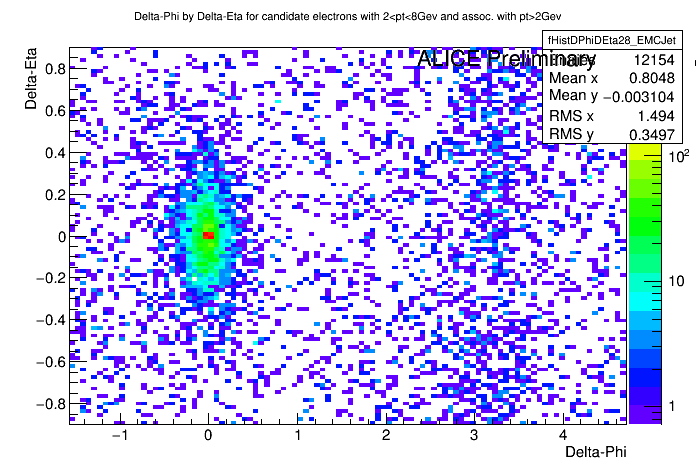 Delta-Phi by Delta-Eta for candidate electrons with 2<pt<8Gev and assoc. with pt>2Gev
Delta-Eta
ALICE Preliminary
fHistDPhiDEta28_EMCJet
Entries 12154
Mean x 0.8048
Mean y −0.003104
RMS x 1.494
RMS y 0.3497
0.8
0.6
0.4
0.2
0
−0.2
−0.4
−0.6
−0.8
10²
10
1
−1 0 1 2 3 4
Delta-Phi